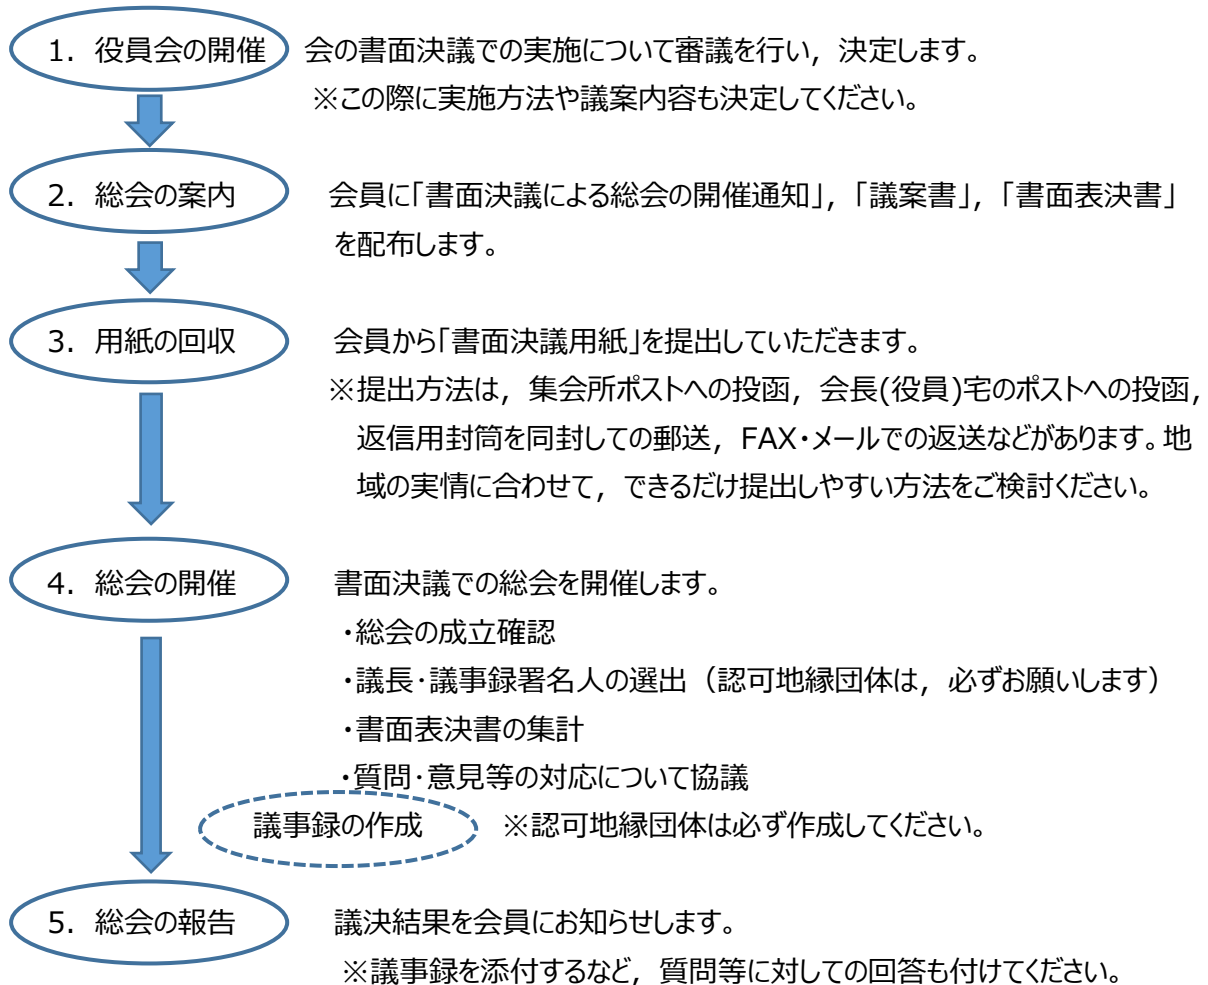 1. 役員会の開催 会の書面決議での実施について審議を行い，決定します。
※この際に実施方法や議案内容も決定してください。
2. 総会の案内 会員に「書面決議による総会の開催通知」，「議案書」，「書面表決書」
を配布します。
3. 用紙の回収 会員から「書面決議用紙」を提出していただきます。
※提出方法は，集会所ポストへの投函，会長(役員)宅のポストへの投函，
返信用封筒を同封しての郵送，FAX・メールでの返送などがあります。地
域の実情に合わせて，できるだけ提出しやすい方法をご検討ください。
4. 総会の開催 書面決議での総会を開催します。
・総会の成立確認
・議長・議事録署名人の選出（認可地縁団体は，必ずお願いします）
・書面表決書の集計
・質問・意見等の対応について協議
議事録の作成 ※認可地縁団体は必ず作成してください。
5. 総会の報告 議決結果を会員にお知らせします。
※議事録を添付するなど，質問等に対しての回答も付けてください。